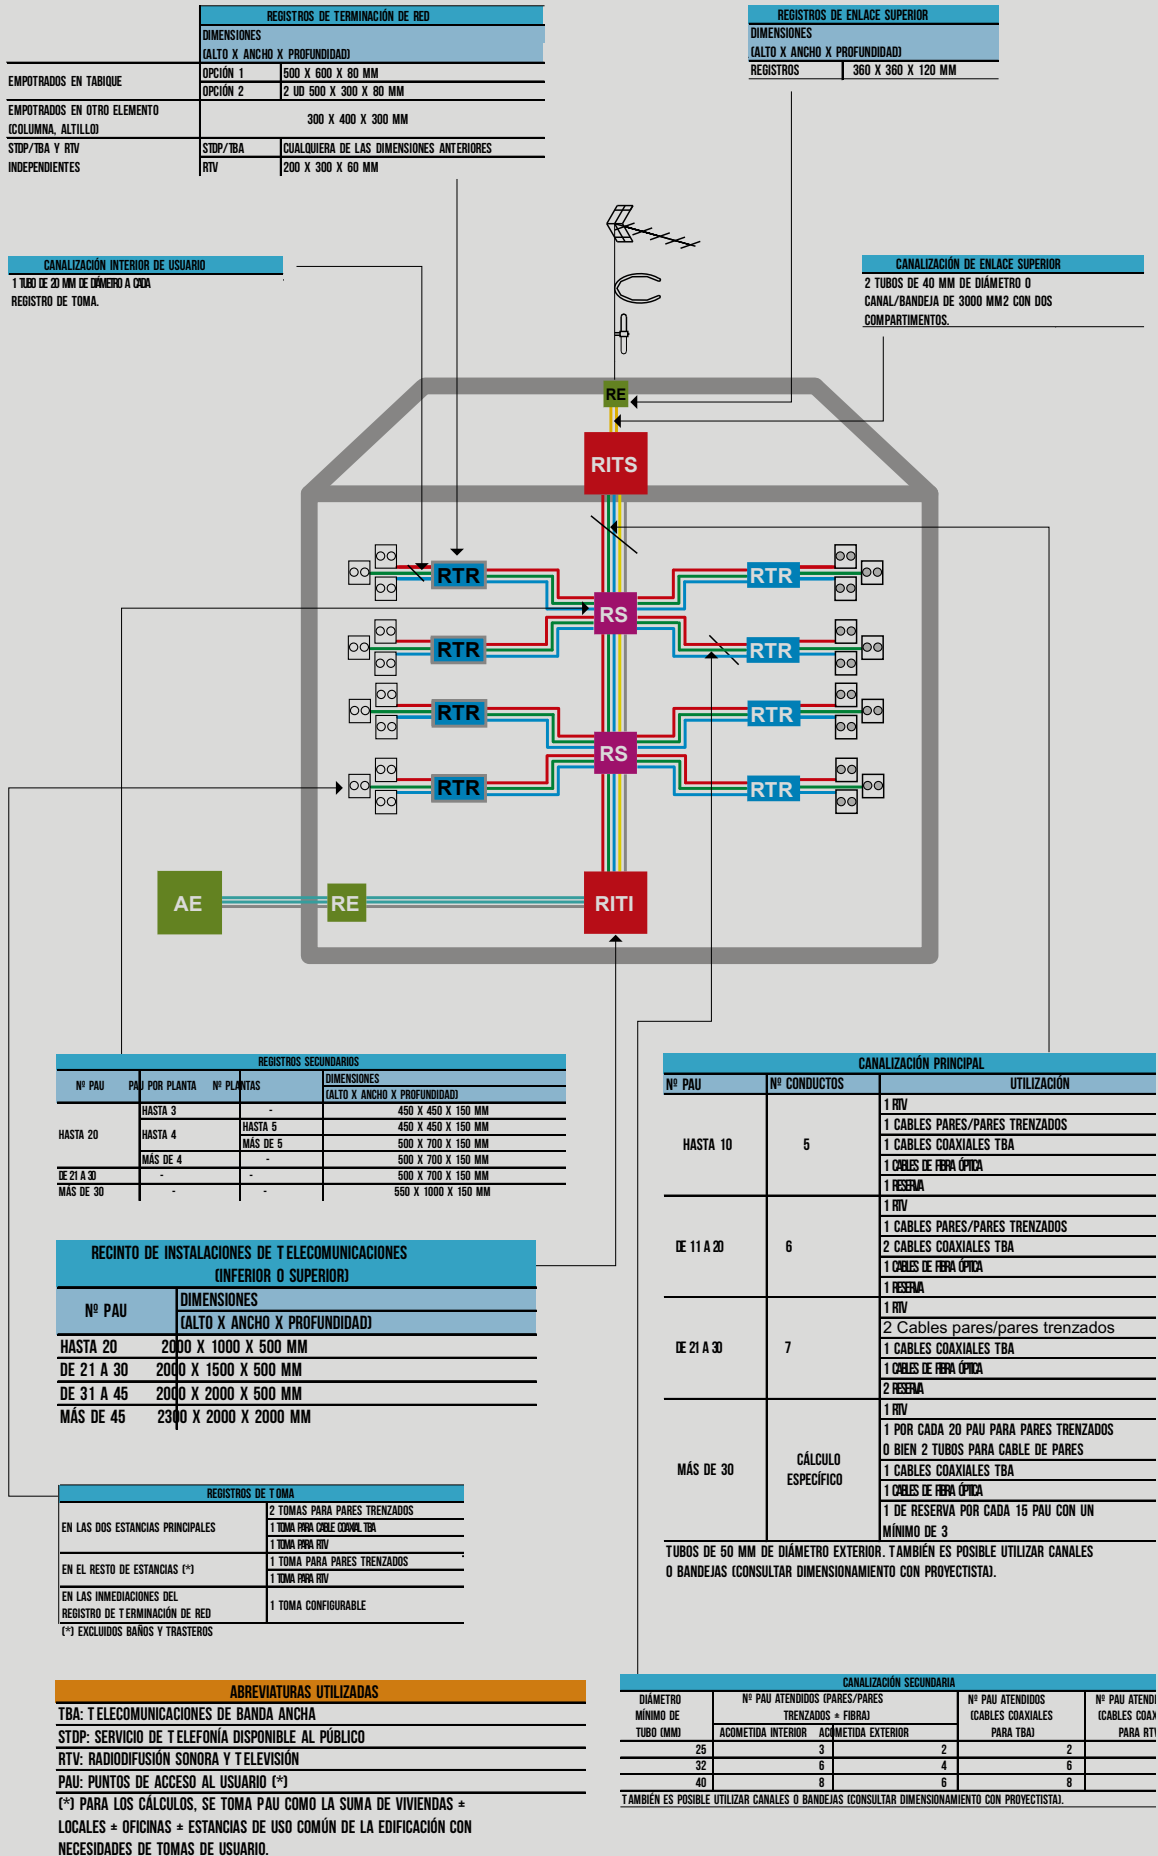 REGISTROS DE TERMINACIÓN DE RED
DIMENSIONES
(ALTO X ANCHO X PROFUNDIDAD)
EMPOTRADOS EN TABIQUE
OPCIÓN 1 500 X 600 X 80 MM
OPCIÓN 2 2 UD 500 X 300 X 80 MM
EMPOTRADOS EN OTRO ELEMENTO
(COLUMNA, ALTILLO)
300 X 400 X 300 MM
STDP/TBA Y RTV
INDEPENDIENTES
STDP/TBA CUALQUIERA DE LAS DIMENSIONES ANTERIORES
RTV 200 X 300 X 60 MM
REGISTROS DE ENLACE SUPERIOR
DIMENSIONES
(ALTO X ANCHO X PROFUNDIDAD)
REGISTROS 360 X 360 X 120 MM
CANALIZACIÓN INTERIOR DE USUARIO
1 TUBO DE 20 MM DE DIÁMETRO A CADA
REGISTRO DE TOMA.
CANALIZACIÓN DE ENLACE SUPERIOR
2 TUBOS DE 40 MM DE DIÁMETRO O
CANAL/BANDEJA DE 3000 MM2 CON DOS
COMPARTIMENTOS.
RE
RITS
RTR RTR
RS
RTR RTR
RTR RTR
RS
RTR RTR
AE RE RITI
REGISTROS SECUNDARIOS
Nº PAU PAU POR PLANTA Nº PLANTAS
DIMENSIONES
(ALTO X ANCHO X PROFUNDIDAD)
HASTA 20
HASTA 3 - 450 X 450 X 150 MM
HASTA 4
HASTA 5 450 X 450 X 150 MM
MÁS DE 5 500 X 700 X 150 MM
MÁS DE 4 - 500 X 700 X 150 MM
DE 21 A 30 - - 500 X 700 X 150 MM
MÁS DE 30 - - 550 X 1000 X 150 MM
RECINTO DE INSTALACIONES DE TELECOMUNICACIONES
(INFERIOR O SUPERIOR)
Nº PAU
DIMENSIONES
(ALTO X ANCHO X PROFUNDIDAD)
HASTA 20 2000 X 1000 X 500 MM
DE 21 A 30 2000 X 1500 X 500 MM
DE 31 A 45 2000 X 2000 X 500 MM
MÁS DE 45 2300 X 2000 X 2000 MM
CANALIZACIÓN PRINCIPAL
Nº PAU Nº CONDUCTOS UTILIZACIÓN
HASTA 10 5
1 RTV
1 CABLES PARES/PARES TRENZADOS
1 CABLES COAXIALES TBA
1 CABLES DE FIBRA ÓPTICA
1 RESERVA
DE 11 A 20 6
1 RTV
1 CABLES PARES/PARES TRENZADOS
2 CABLES COAXIALES TBA
1 CABLES DE FIBRA ÓPTICA
1 RESERVA
DE 21 A 30 7
1 RTV
2 Cables pares/pares trenzados
1 CABLES COAXIALES TBA
1 CABLES DE FIBRA ÓPTICA
2 RESERVA
MÁS DE 30
CÁLCULO
ESPECÍFICO
1 RTV
1 POR CADA 20 PAU PARA PARES TRENZADOS
O BIEN 2 TUBOS PARA CABLE DE PARES
1 CABLES COAXIALES TBA
1 CABLES DE FIBRA ÓPTICA
1 DE RESERVA POR CADA 15 PAU CON UN
MÍNIMO DE 3
TUBOS DE 50 MM DE DIÁMETRO EXTERIOR. TAMBIÉN ES POSIBLE UTILIZAR CANALES
O BANDEJAS (CONSULTAR DIMENSIONAMIENTO CON PROYECTISTA).
REGISTROS DE TOMA
EN LAS DOS ESTANCIAS PRINCIPALES
2 TOMAS PARA PARES TRENZADOS
1 TOMA PARA CABLE COAXIAL TBA
1 TOMA PARA RTV
EN EL RESTO DE ESTANCIAS (*)
1 TOMA PARA PARES TRENZADOS
1 TOMA PARA RTV
EN LAS INMEDIACIONES DEL
REGISTRO DE TERMINACIÓN DE RED
1 TOMA CONFIGURABLE
(*) EXCLUIDOS BAÑOS Y TRASTEROS
ABREVIATURAS UTILIZADAS
TBA: TELECOMUNICACIONES DE BANDA ANCHA
STDP: SERVICIO DE TELEFONÍA DISPONIBLE AL PÚBLICO
RTV: RADIODIFUSIÓN SONORA Y TELEVISIÓN
PAU: PUNTOS DE ACCESO AL USUARIO (*)
(*) PARA LOS CÁLCULOS, SE TOMA PAU COMO LA SUMA DE VIVIENDAS ±
LOCALES ± OFICINAS ± ESTANCIAS DE USO COMÚN DE LA EDIFICACIÓN CON
NECESIDADES DE TOMAS DE USUARIO.
CANALIZACIÓN SECUNDARIA
DIÁMETRO
MÍNIMO DE
TUBO (MM)
Nº PAU ATENDIDOS (PARES/PARES
TRENZADOS ± FIBRA)
ACOMETIDA INTERIOR ACOMETIDA EXTERIOR
Nº PAU ATENDIDOS
(CABLES COAXIALES
PARA TBA)
Nº PAU ATENDI
(CABLES COAX
PARA RTV
25 3 2 2
32 6 4 6
40 8 6 8
TAMBIÉN ES POSIBLE UTILIZAR CANALES O BANDEJAS (CONSULTAR DIMENSIONAMIENTO CON PROYECTISTA).